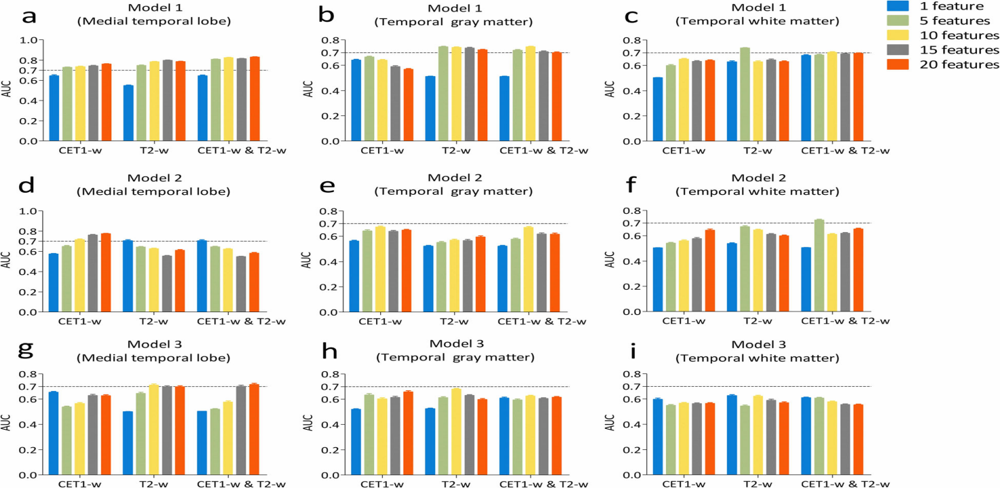 a
Model 1
(Medial temporal lobe)
AUC
1.0
0.8
0.7
0.6
0.4
0.2
0.0
CET1-w
T2-w
CET1-w & T2-w
b
Model 1
(Temporal gray matter)
AUC
0.8
0.7
0.6
0.4
0.2
0.0
CET1-w
T2-w
CET1-w & T2-w
c
Model 1
(Temporal white matter)
AUC
0.8
0.7
0.6
0.4
0.2
0.0
CET1-w
T2-w
CET1-w & T2-w
1 feature
5 features
10 features
15 features
20 features
d
Model 2
(Medial temporal lobe)
AUC
1.0
0.8
0.7
0.6
0.4
0.2
0.0
CET1-w
T2-w
CET1-w & T2-w
e
Model 2
(Temporal gray matter)
AUC
0.8
0.7
0.6
0.4
0.2
0.0
CET1-w
T2-w
CET1-w & T2-w
f
Model 2
(Temporal white matter)
AUC
0.8
0.7
0.6
0.4
0.2
0.0
CET1-w
T2-w
CET1-w & T2-w
g
Model 3
(Medial temporal lobe)
AUC
0.8
0.7
0.6
0.4
0.2
0.0
CET1-w
T2-w
CET1-w & T2-w
h
Model 3
(Temporal gray matter)
AUC
0.8
0.7
0.6
0.4
0.2
0.0
CET1-w
T2-w
CET1-w & T2-w
i
Model 3
(Temporal white matter)
AUC
0.8
0.7
0.6
0.4
0.2
0.0
CET1-w
T2-w
CET1-w & T2-w